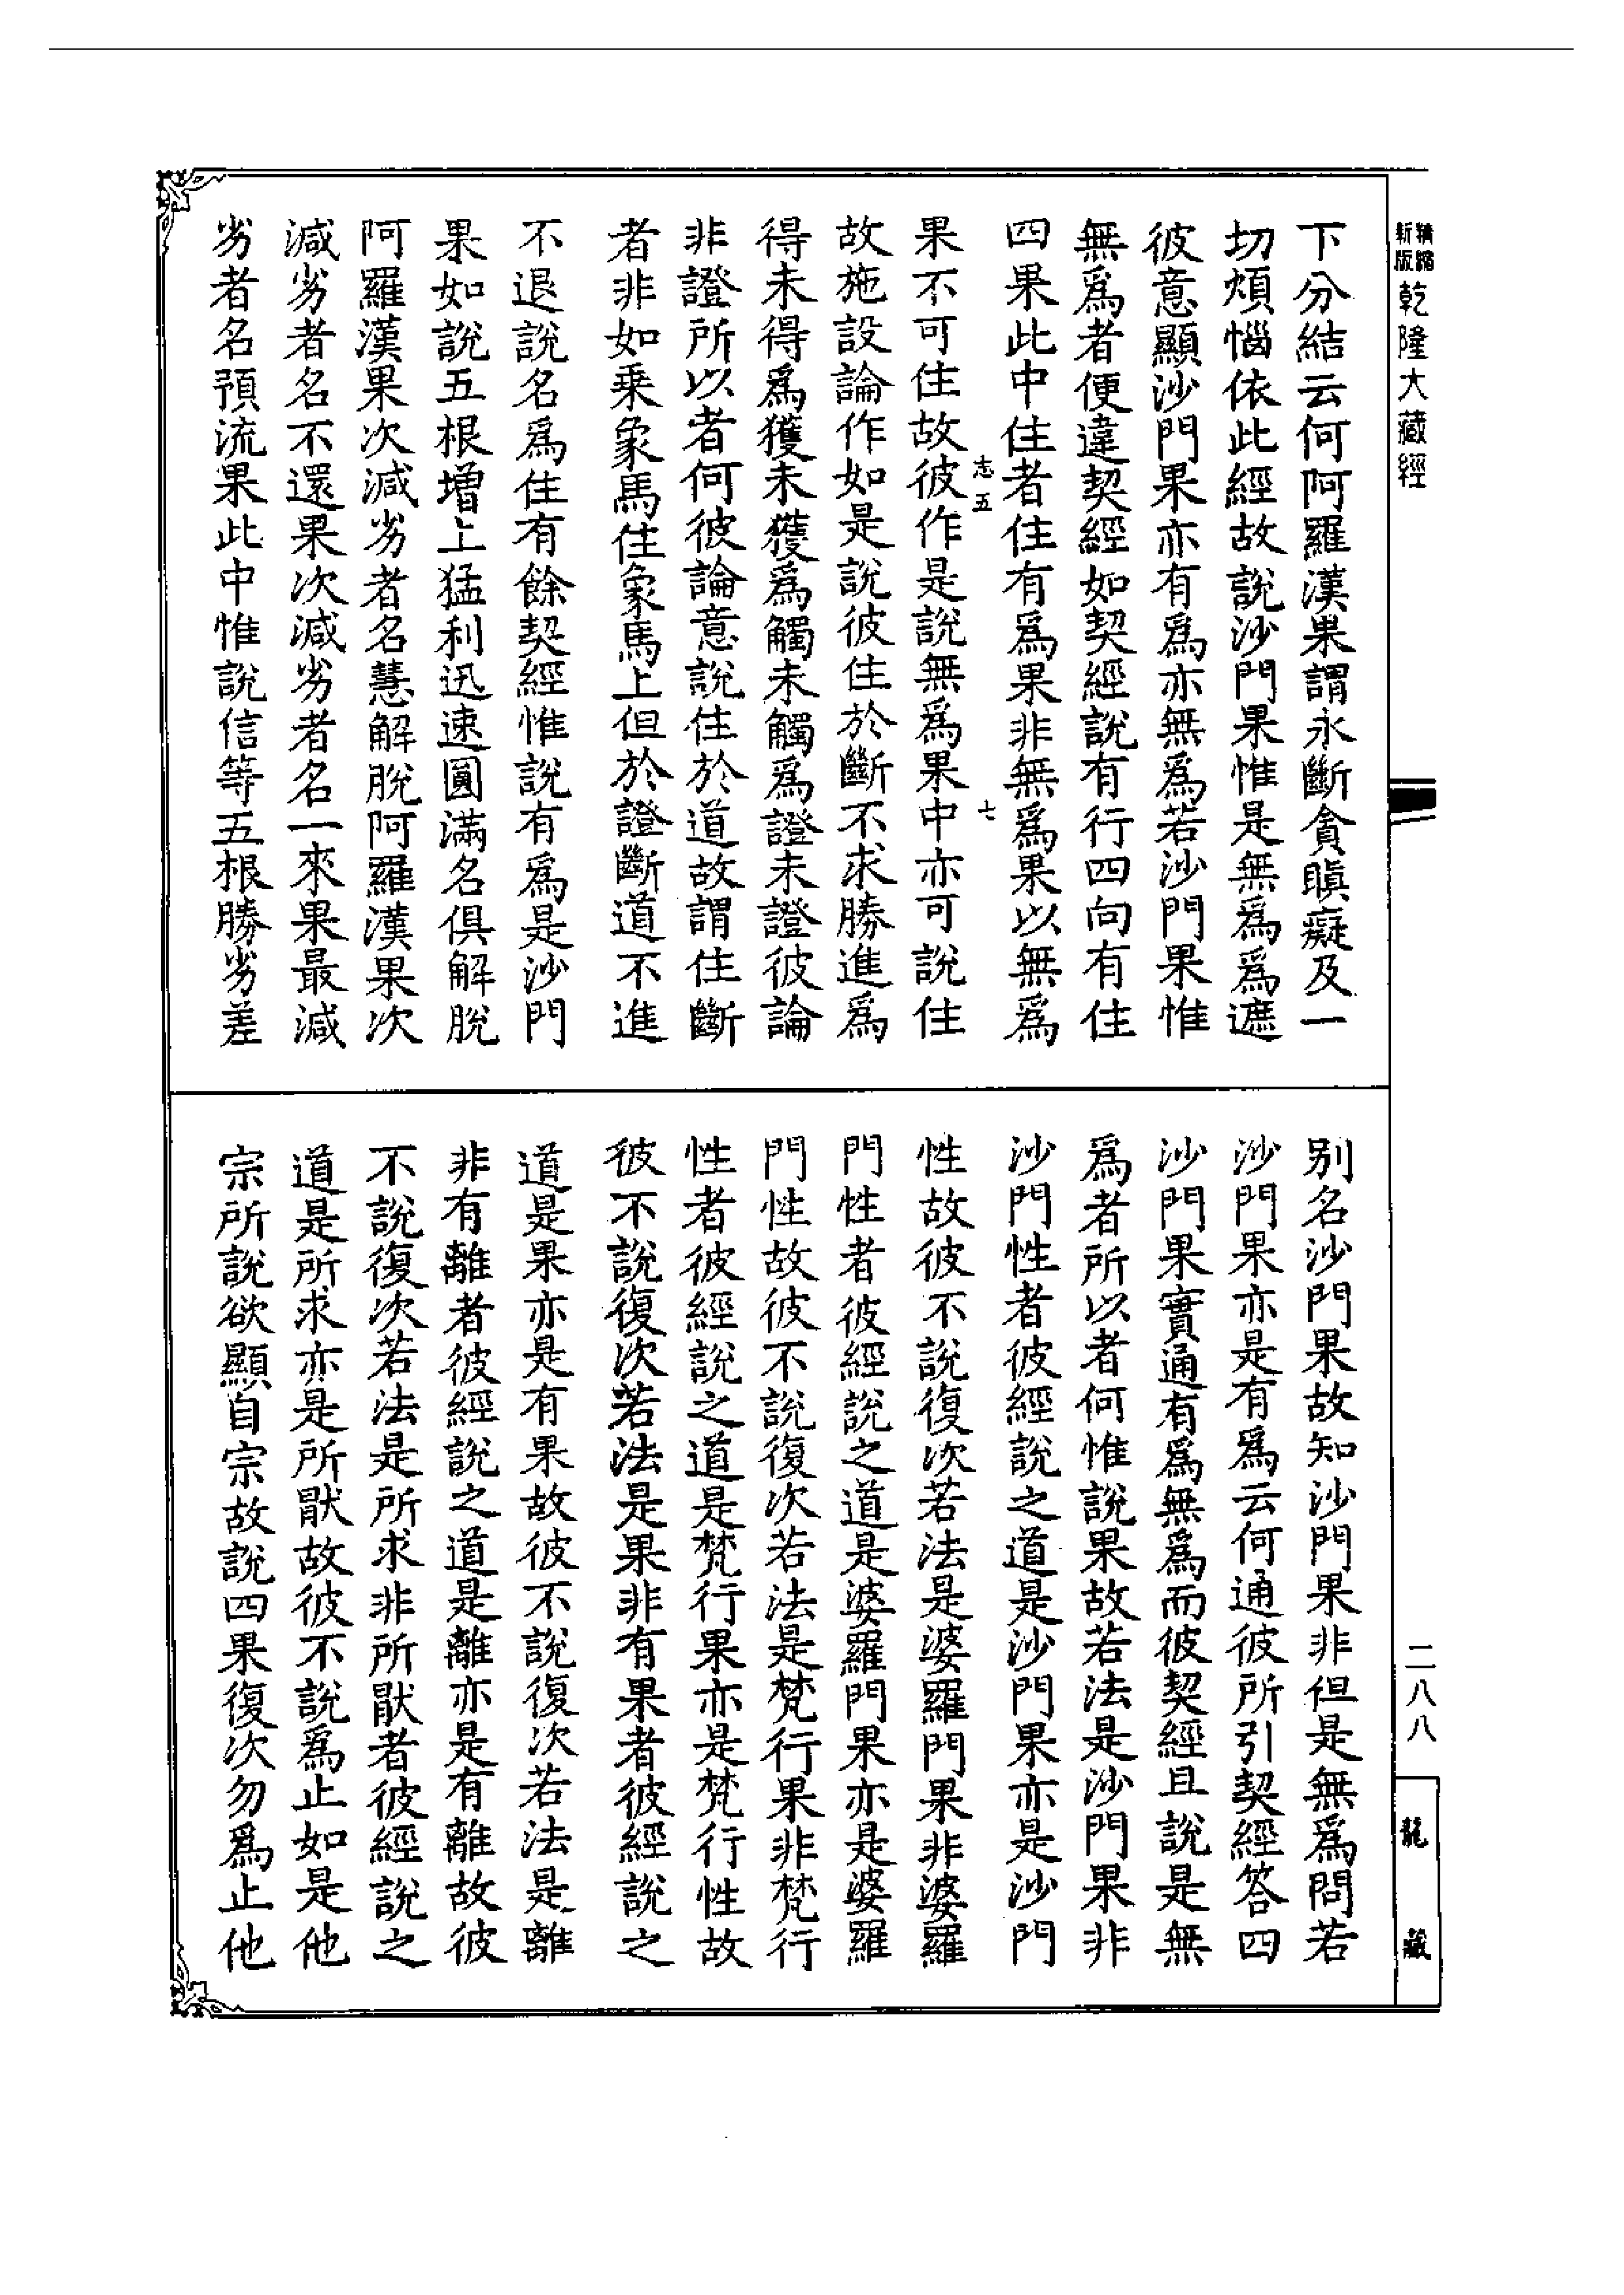 精縮新版乾隆大藏經
下分結云何阿羅漢果謂永斷貪瞋癡及一
切煩惱依此經故說沙門果惟是無爲爲遮
彼意顯沙門果亦有爲亦無爲若沙門果惟
無爲者便違契經如契經說有行四向有住
四果此中住者住有爲果非無爲果以無爲
志五
七
果不可住故彼作是說無爲果中亦可說住
故施設論作如是說彼住於斷不求勝進爲
得未得爲獲未獲爲觸未觸爲證未證彼論
非證所以者何彼論意說住於道故謂住斷
者非如乘象馬住象馬上但於證斷道不進
不退說名爲住有餘契經惟說有爲是沙門
果如說五根增上猛利迅速圓滿名俱解脫
阿羅漢果次減劣者名慧解脫阿羅漢果次
減劣者名不還果次減劣者名一來果最減
劣者名預流果此中惟說信等五根勝劣差
別名沙門果故知沙門果非但是無爲問若
沙門果亦是有爲云何通彼所引契經答四
沙門果實通有爲無爲而彼契經且說是無
爲者所以者何惟說果故若法是沙門果非
沙門性者彼經說之道是沙門果亦是沙門
性故彼不說復次若法是婆羅門果非婆羅
門性者彼經說之道是婆羅門果亦是婆羅
門性故彼不說復次若法是梵行果非梵行
性者彼經說之道是梵行果亦是梵行性故
彼不說復次若法是果非有果者彼經說之
道是果亦是有果故彼不說復次若法是離
非有離者彼經說之道是離亦是有離故彼
不說復次若法是所求非所猒者彼經說之
道是所求亦是所猒故彼不說爲止如是他
宗所說欲顯自宗故說四果復次勿爲止他
二八八
龍藏